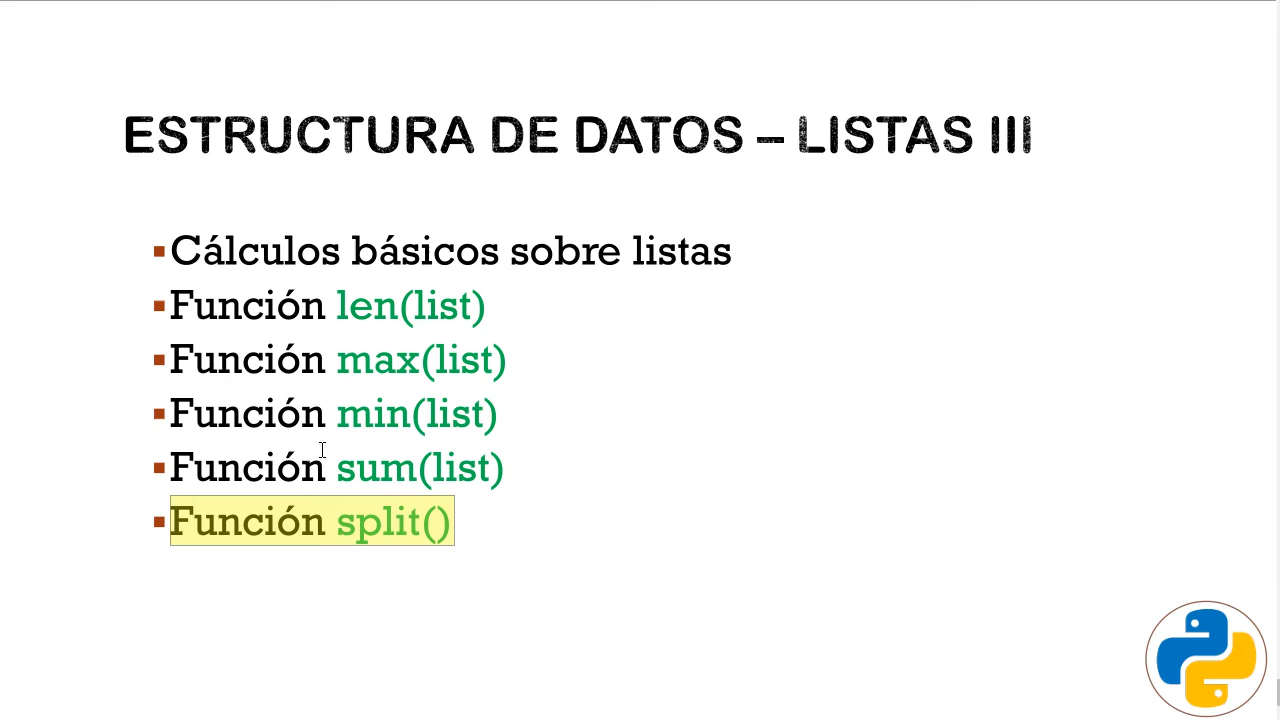 ESTRUCTURA DE DATOS – LISTAS III
▪Cálculos básicos sobre listas
▪Función len(list)
▪Función max(list)
▪Función min(list)
▪Función sum(list)
▪Función split()